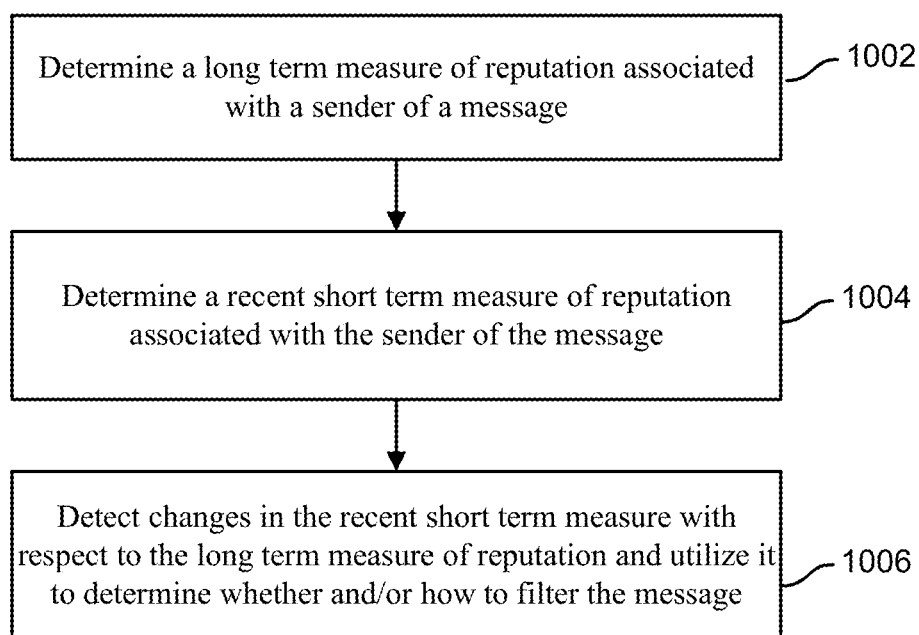 Determine a long term measure of reputation associated
with a sender of a message
1002
Determine a recent short term measure of reputation
associated with the sender of the message
1004
Detect changes in the recent short term measure with
respect to the long term measure of reputation and utilize it
to determine whether and/or how to filter the message
1006